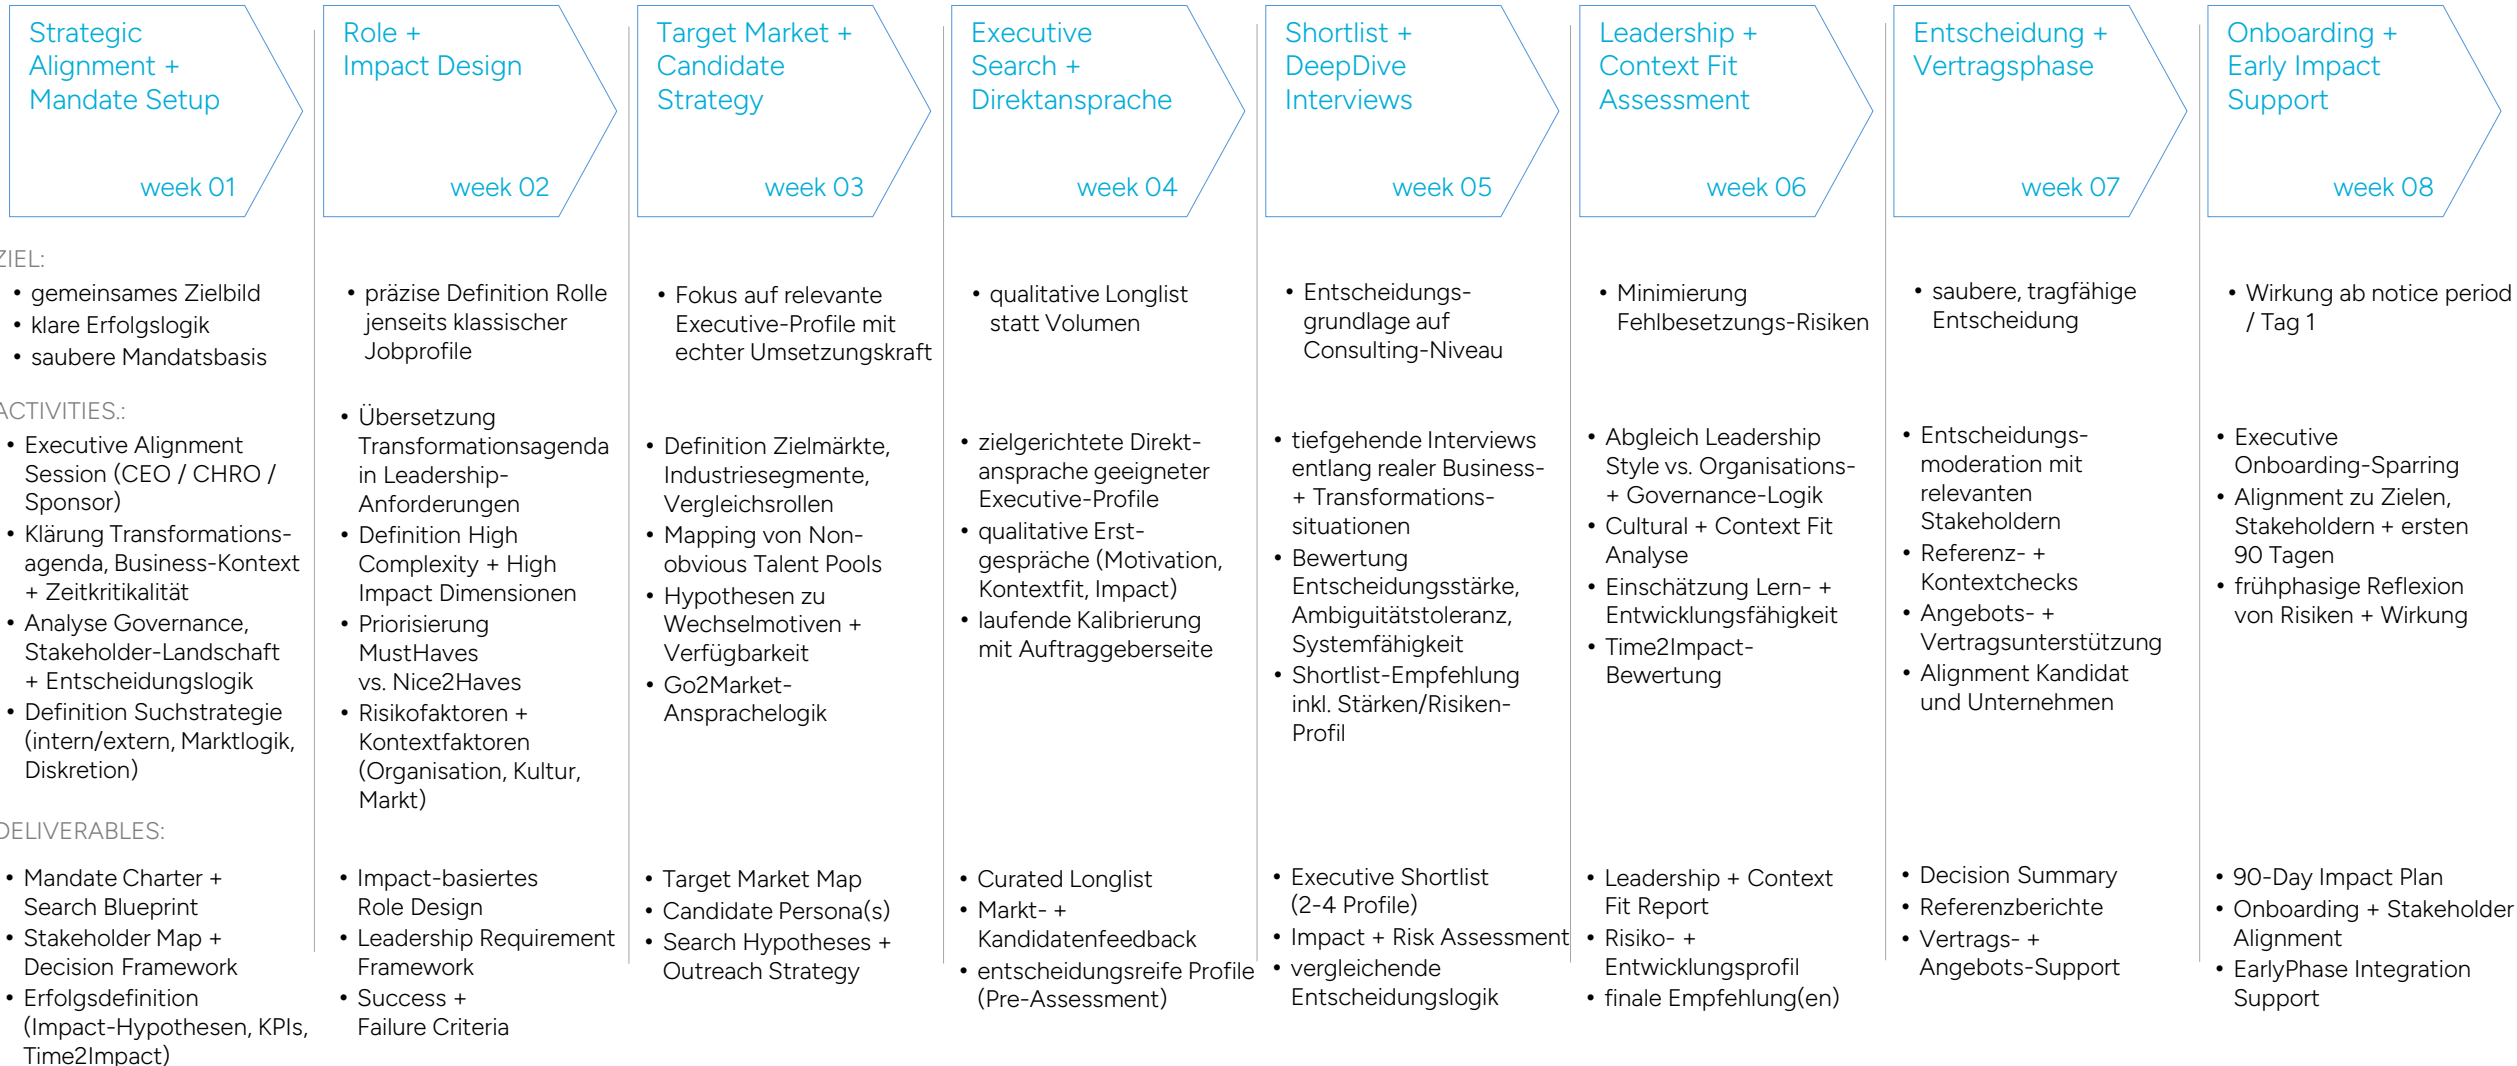 Strategic
Alignment +
Mandate Setup
week 01
Role +
Impact Design
week 02
Target Market +
Candidate
Strategy
week 03
Executive
Search +
Direktansprache
week 04
Shortlist +
DeepDive
Interviews
week 05
Leadership +
Context Fit
Assessment
week 06
Entscheidung +
Vertragsphase
week 07
Onboarding +
Early Impact
Support
week 08
ZIEL:
• gemeinsames Zielbild
• klare Erfolgslogik
• saubere Mandatsbasis
• präzise Definition Rolle
jenseits klassischer
Jobprofile
• Fokus auf relevante
Executive-Profile mit
echter Umsetzungskraft
• qualitative Longlist
statt Volumen
• Entscheidungs-
grundlage auf
Consulting-Niveau
• Minimierung
Fehlbesetzungs-Risiken
• saubere, tragfähige
Entscheidung
• Wirkung ab notice period
/ Tag 1
ACTIVITIES.:
• Executive Alignment
Session (CEO / CHRO /
Sponsor)
• Klärung Transformations-
agenda, Business-Kontext
+ Zeitkritikalität
• Analyse Governance,
Stakeholder-Landschaft
+ Entscheidungslogik
• Definition Suchstrategie
(intern/extern, Marktlogik,
Diskretion)
• Übersetzung
Transformationsagenda
in Leadership-
Anforderungen
• Definition High
Complexity + High
Impact Dimensionen
• Priorisierung
MustHaves
vs. Nice2Haves
• Risikofaktoren +
Kontextfaktoren
(Organisation, Kultur,
Markt)
• Definition Zielmärkte,
Industriesegmente,
Vergleichsrollen
• Mapping von Non-
obvious Talent Pools
• Hypothesen zu
Wechselmotiven +
Verfügbarkeit
• Go2Market-
Ansprachelogik
• zielgerichtete Direkt-
ansprache geeigneter
Executive-Profile
• qualitative Erst-
gespräche (Motivation,
Kontextfit, Impact)
• laufende Kalibrierung
mit Auftraggeberseite
• tiefgehende Interviews
entlang realer Business-
+ Transformations-
situationen
• Bewertung
Entscheidungsstärke,
Ambiguitätstoleranz,
Systemfähigkeit
• Shortlist-Empfehlung
inkl. Stärken/Risiken-
Profil
• Abgleich Leadership
Style vs. Organisations-
+ Governance-Logik
• Cultural + Context Fit
Analyse
• Einschätzung Lern- +
Entwicklungsfähigkeit
• Time2Impact-
Bewertung
• Entscheidungs-
moderation mit
relevanten
Stakeholdern
• Referenz- +
Kontextchecks
• Angebots- +
Vertragsunterstützung
• Alignment Kandidat
und Unternehmen
• Executive
Onboarding-Sparring
• Alignment zu Zielen,
Stakeholdern + ersten
90 Tagen
• frühphasige Reflexion
von Risiken + Wirkung
DELIVERABLES:
• Mandate Charter +
Search Blueprint
• Stakeholder Map +
Decision Framework
• Erfolgsdefinition
(Impact-Hypothesen, KPIs,
Time2Impact)
• Impact-basiertes
Role Design
• Leadership Requirement
Framework
• Success +
Failure Criteria
• Target Market Map
• Candidate Persona(s)
• Search Hypotheses +
Outreach Strategy
• Curated Longlist
• Markt- +
Kandidatenfeedback
• entscheidungsreife Profile
(Pre-Assessment)
• Executive Shortlist
(2-4 Profile)
• Impact + Risk Assessment
• vergleichende
Entscheidungslogik
• Leadership + Context
Fit Report
• Risiko- +
Entwicklungsprofil
• finale Empfehlung(en)
• Decision Summary
• Referenzberichte
• Vertrags- +
Angebots-Support
• 90-Day Impact Plan
• Onboarding + Stakeholder
Alignment
• EarlyPhase Integration
Support